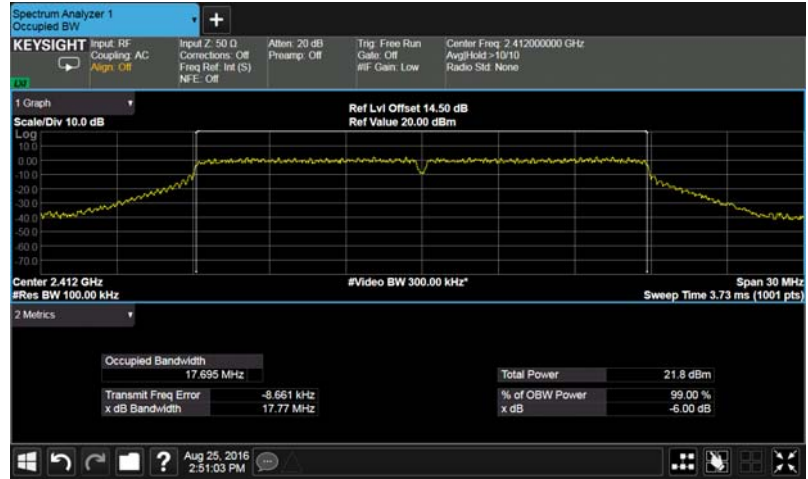 Spectrum Analyzer 1
Occupied BW
+
KEYSIGHT Input: RF Input Z: 50 Ω Atten: 20 dB Trig: Free Run Center Freq: 2.412000000 GHz
Coupling: AC Corrections: Off Preamp: Off Gate: Off Avg|Hold:>10/10
Align: Off Freq Ref: Int (S) #IF Gain: Low Radio Std: None
NFE: Off
LXI
1 Graph
Ref Lvl Offset 14.50 dB
Scale/Div 10.0 dB Ref Value 20.00 dBm
Log
10.0
0.00
-10.0
-20.0
-30.0
-40.0
-50.0
-60.0
-70.0
Center 2.412 GHz #Video BW 300.00 kHz* Span 30 MHz
#Res BW 100.00 kHz Sweep Time 3.73 ms (1001 pts)
2 Metrics
Occupied Bandwidth
17.695 MHz Total Power 21.8 dBm
Transmit Freq Error -8.661 kHz % of OBW Power 99.00 %
x dB Bandwidth 17.77 MHz x dB -6.00 dB
? Aug 25, 2016
2:51:03 PM